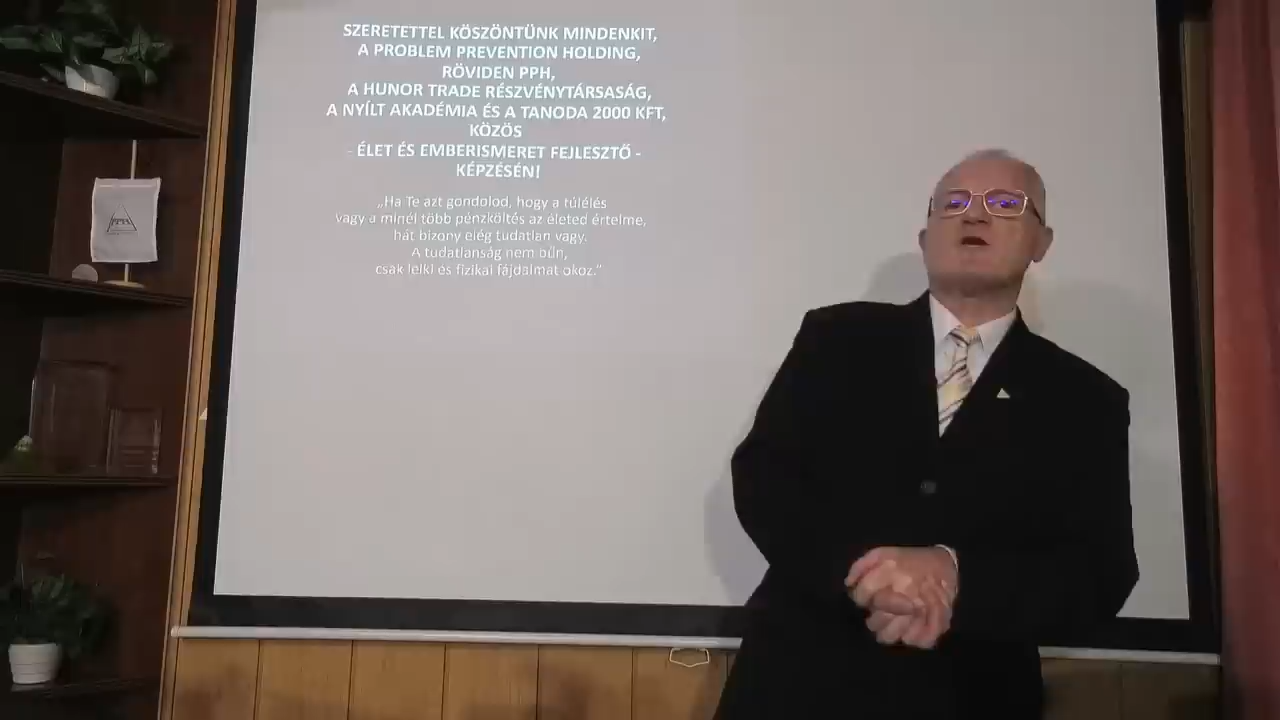 SZERETETTEL KÖSZÖNTÜNK MINDENKIT,
A PROBLEM PREVENTION HOLDING,
RÖVIDEN PPH,
A HUNOR TRADE RÉSZVÉNYTÁRSASÁG,
A NYÍLT AKADÉMIA ÉS A TANODA 2000 KFT,
KÖZÖS
- ÉLET ÉS EMBERISMERET FEJLESZTŐ -
KÉPZÉSÉN!
„Ha Te azt gondolod, hogy a túlélés
vagy a minél több pénzköltés az életed értelme,
hát bizony elég tudatlan vagy.
A tudatlanság nem bűn,
csak lelki és fizikai fájdalmat okoz.”